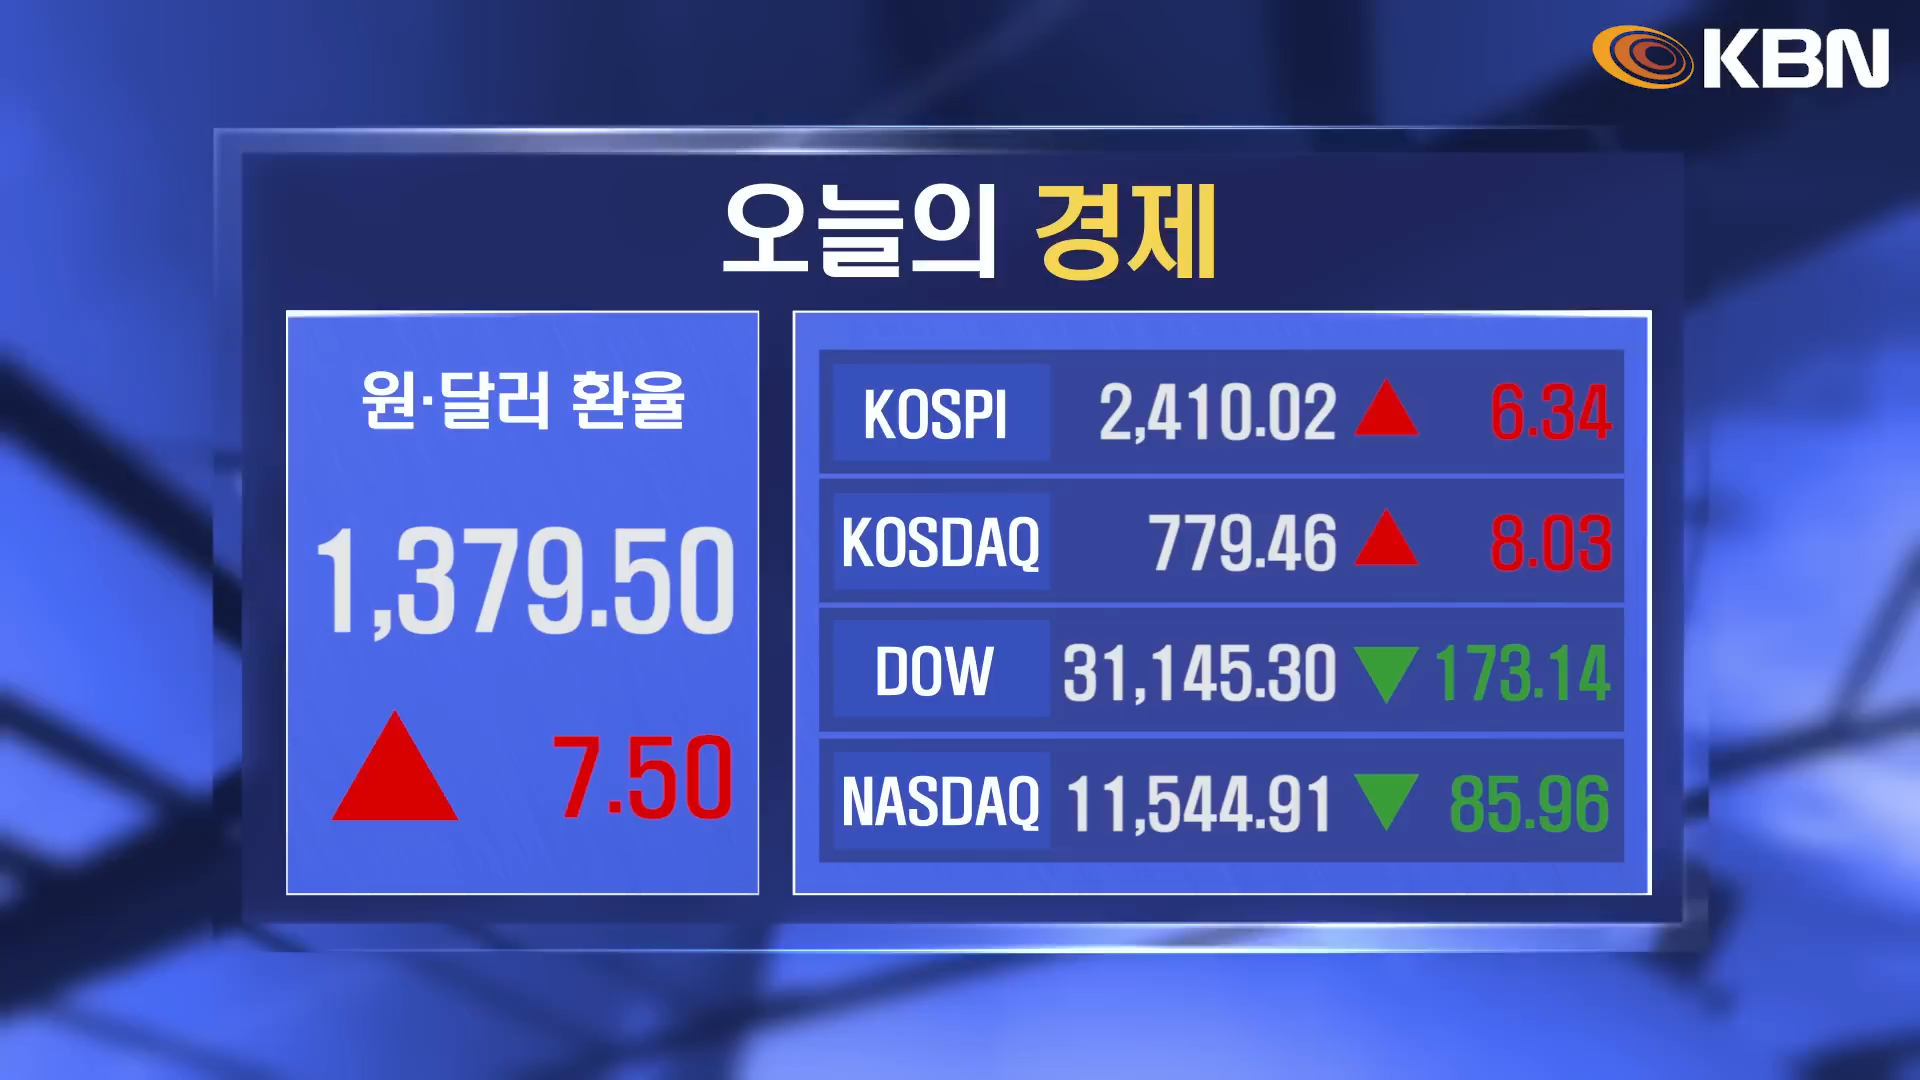 KBN
오늘의 경제
원·달러 환율
1,379.50
▲ 7.50
KOSPI 2,410.02 ▲ 6.34
KOSDAQ 779.46 ▲ 8.03
DOW 31,145.30 ▼ 173.14
NASDAQ 11,544.91 ▼ 85.96